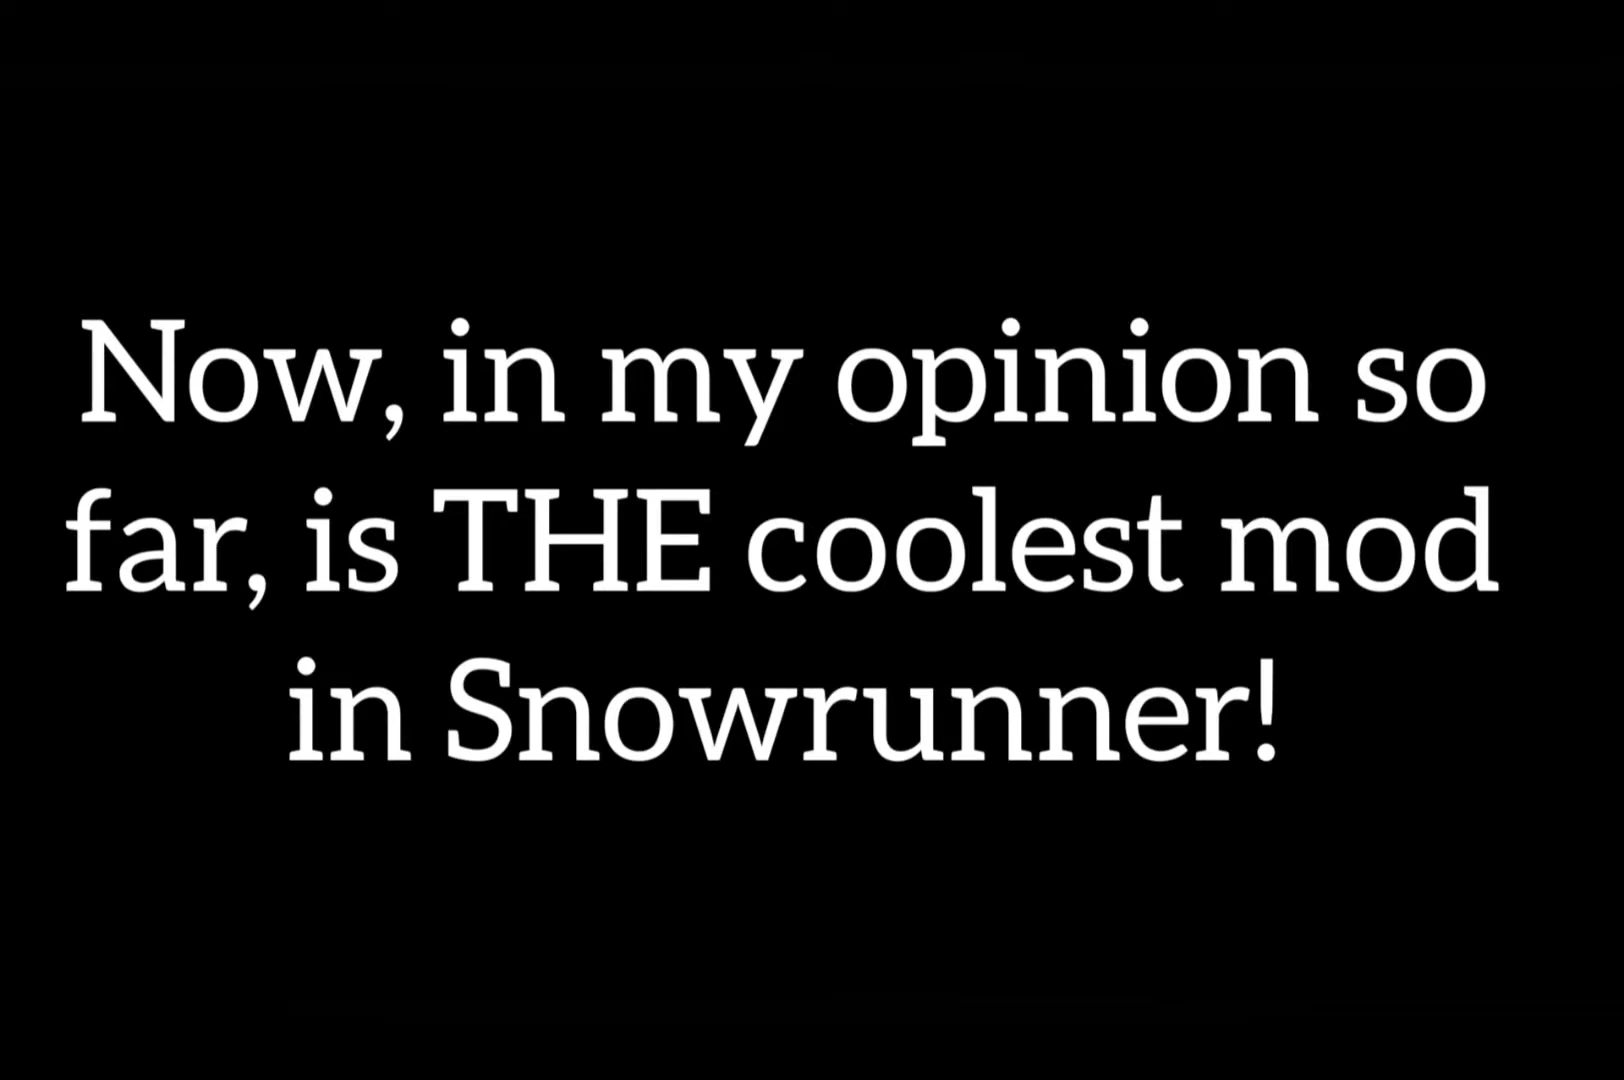 Now, in my opinion so
far, is THE coolest mod
in Snowrunner!